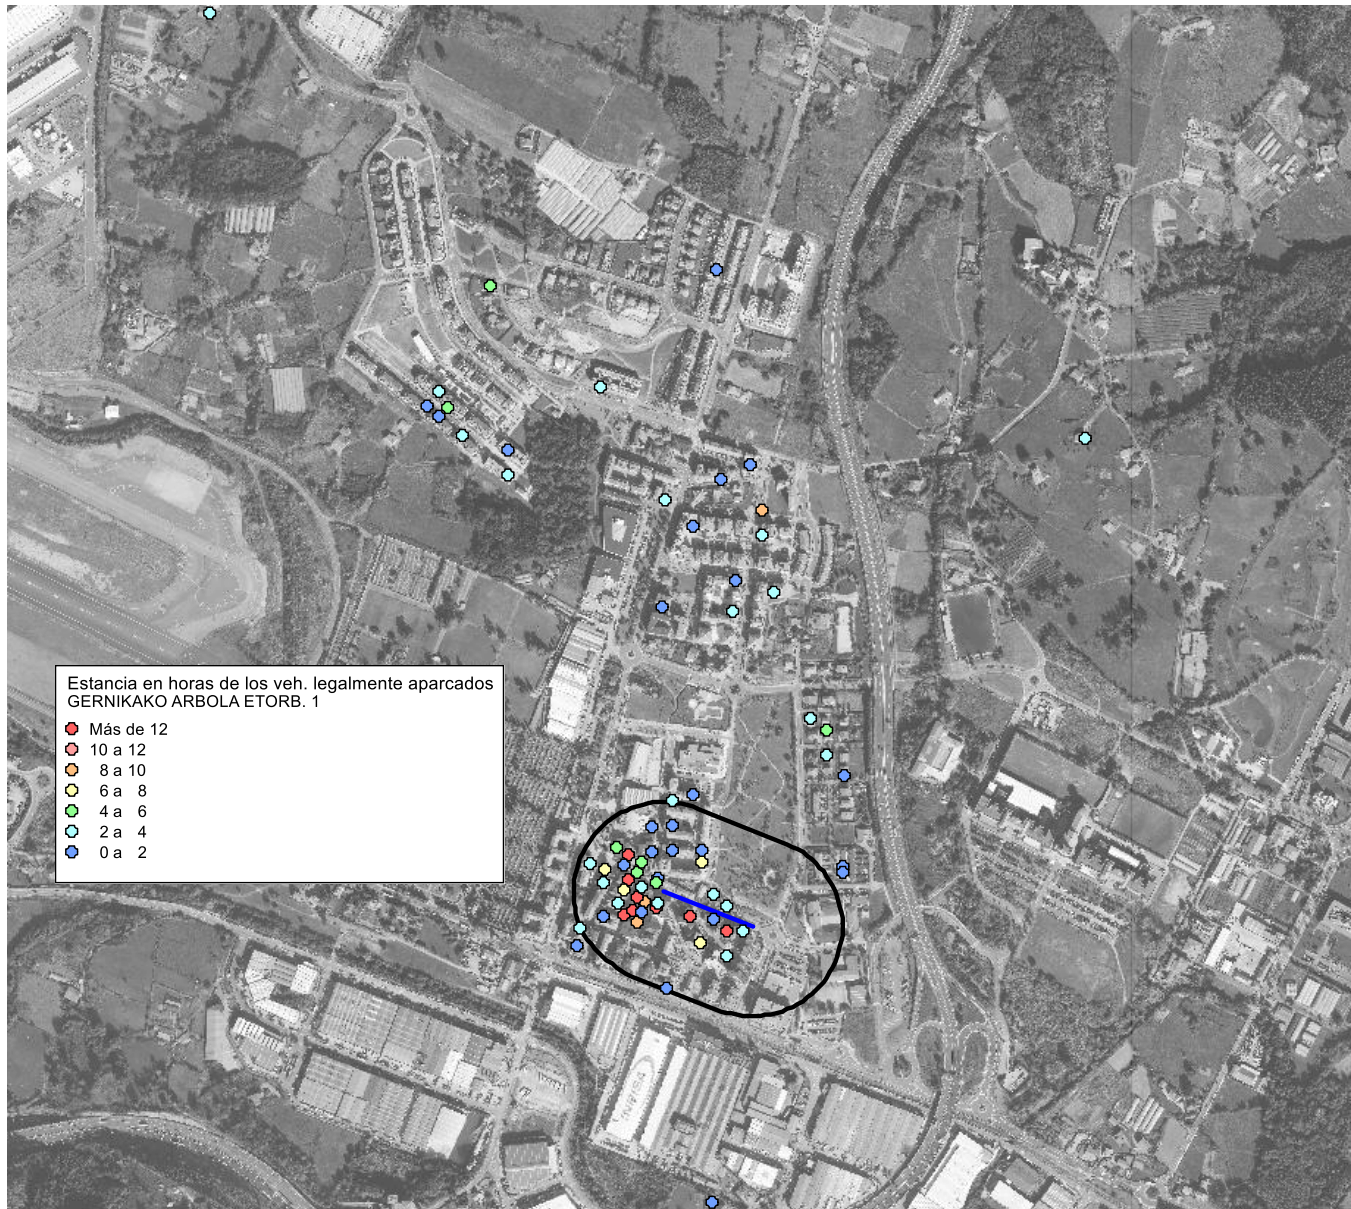 Estancia en horas de los veh. legalmente aparcados
GERNIKAKO ARBOLA ETORB. 1
Más de 12
10 a 12
8 a 10
6 a 8
4 a 6
2 a 4
0 a 2